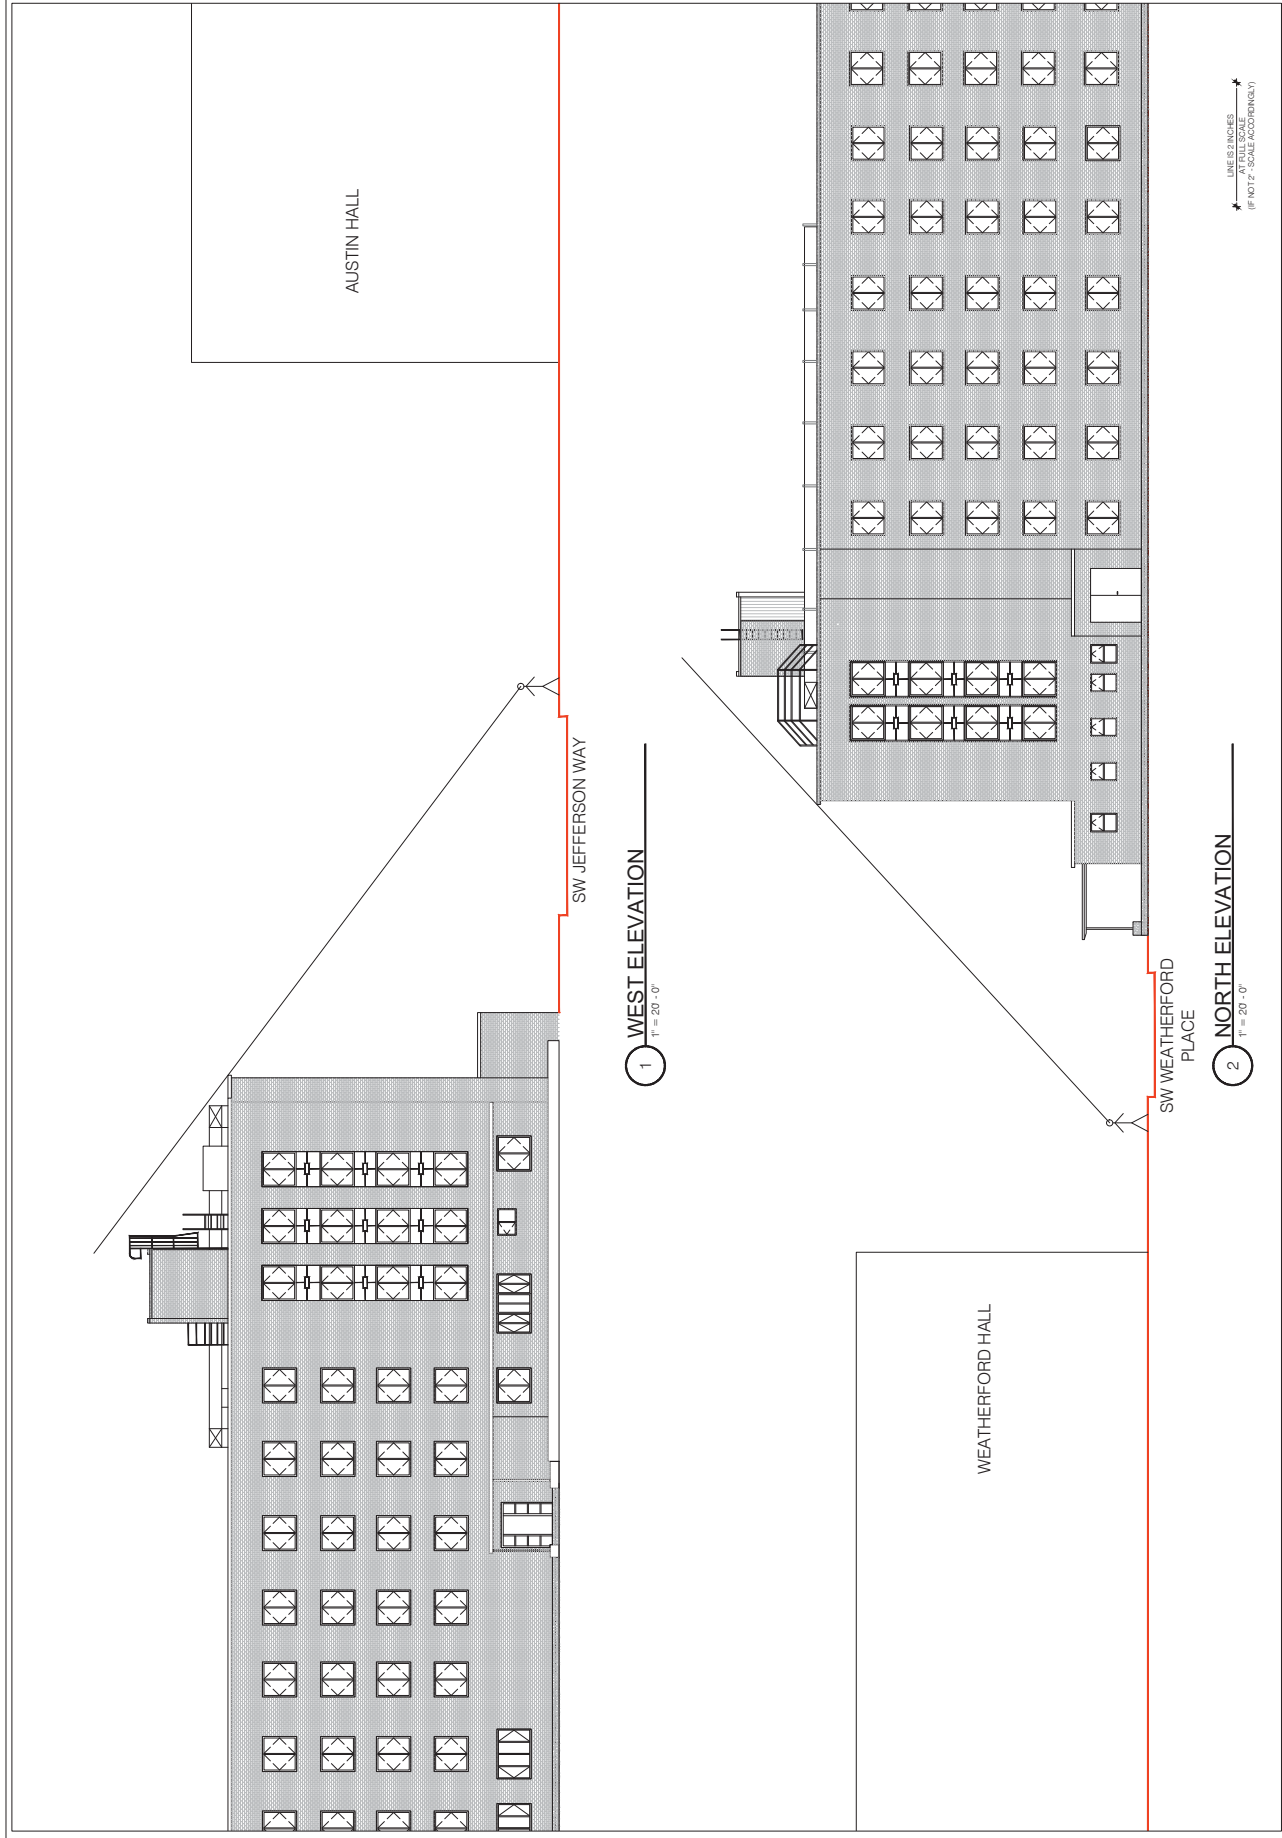 AUSTIN HALL
SW JEFFERSON WAY
1
WEST ELEVATION
1" = 20' - 0"
WEATHERFORD HALL
SW WEATHERFORD
PLACE
2
NORTH ELEVATION
1" = 20' - 0"
LINE IS 2 INCHES
AT FULL SCALE
(IF NOT 2" - SCALE ACCORDINGLY)